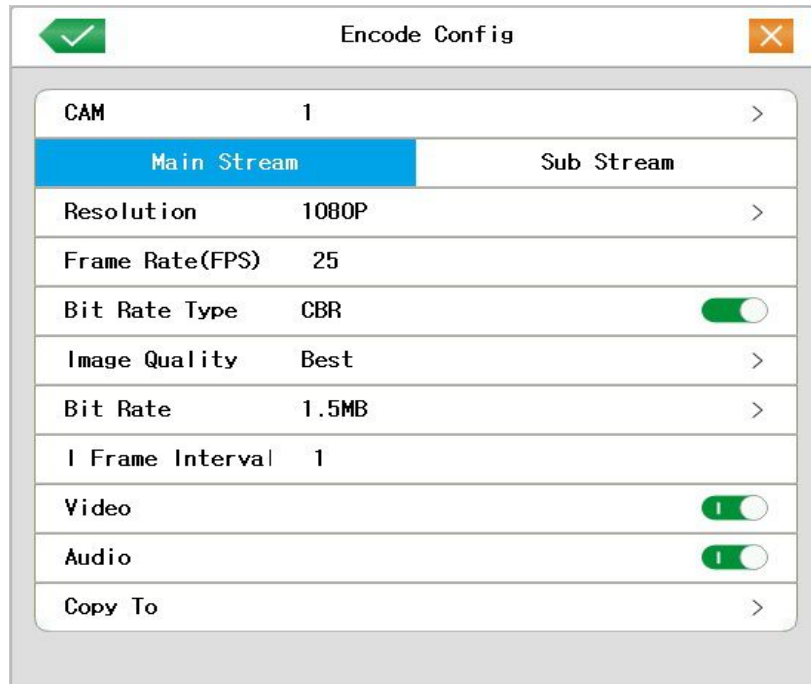 Encode Config
CAM 1
Main Stream Sub Stream
Resolution 1080P
Frame Rate(FPS) 25
Bit Rate Type CBR
Image Quality Best
Bit Rate 1.5MB
I Frame Interval 1
Video
Audio
Copy To